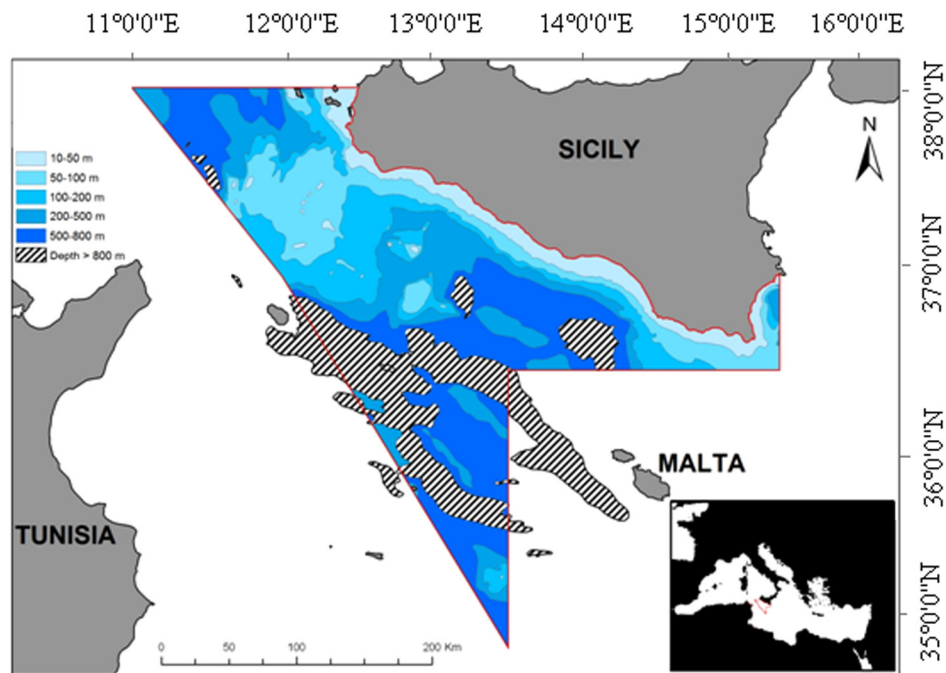 11°0'0"E 12°0'0"E 13°0'0"E 14°0'0"E 15°0'0"E 16°0'0"E
38°0'0"N
N
SICILY
10-50 m
50-100 m
100-200 m
200-500 m
500-800 m
Depth > 800 m
37°0'0"N
36°0'0"N
MALTA
TUNISIA
35°0'0"N
0 50 100 200 Km